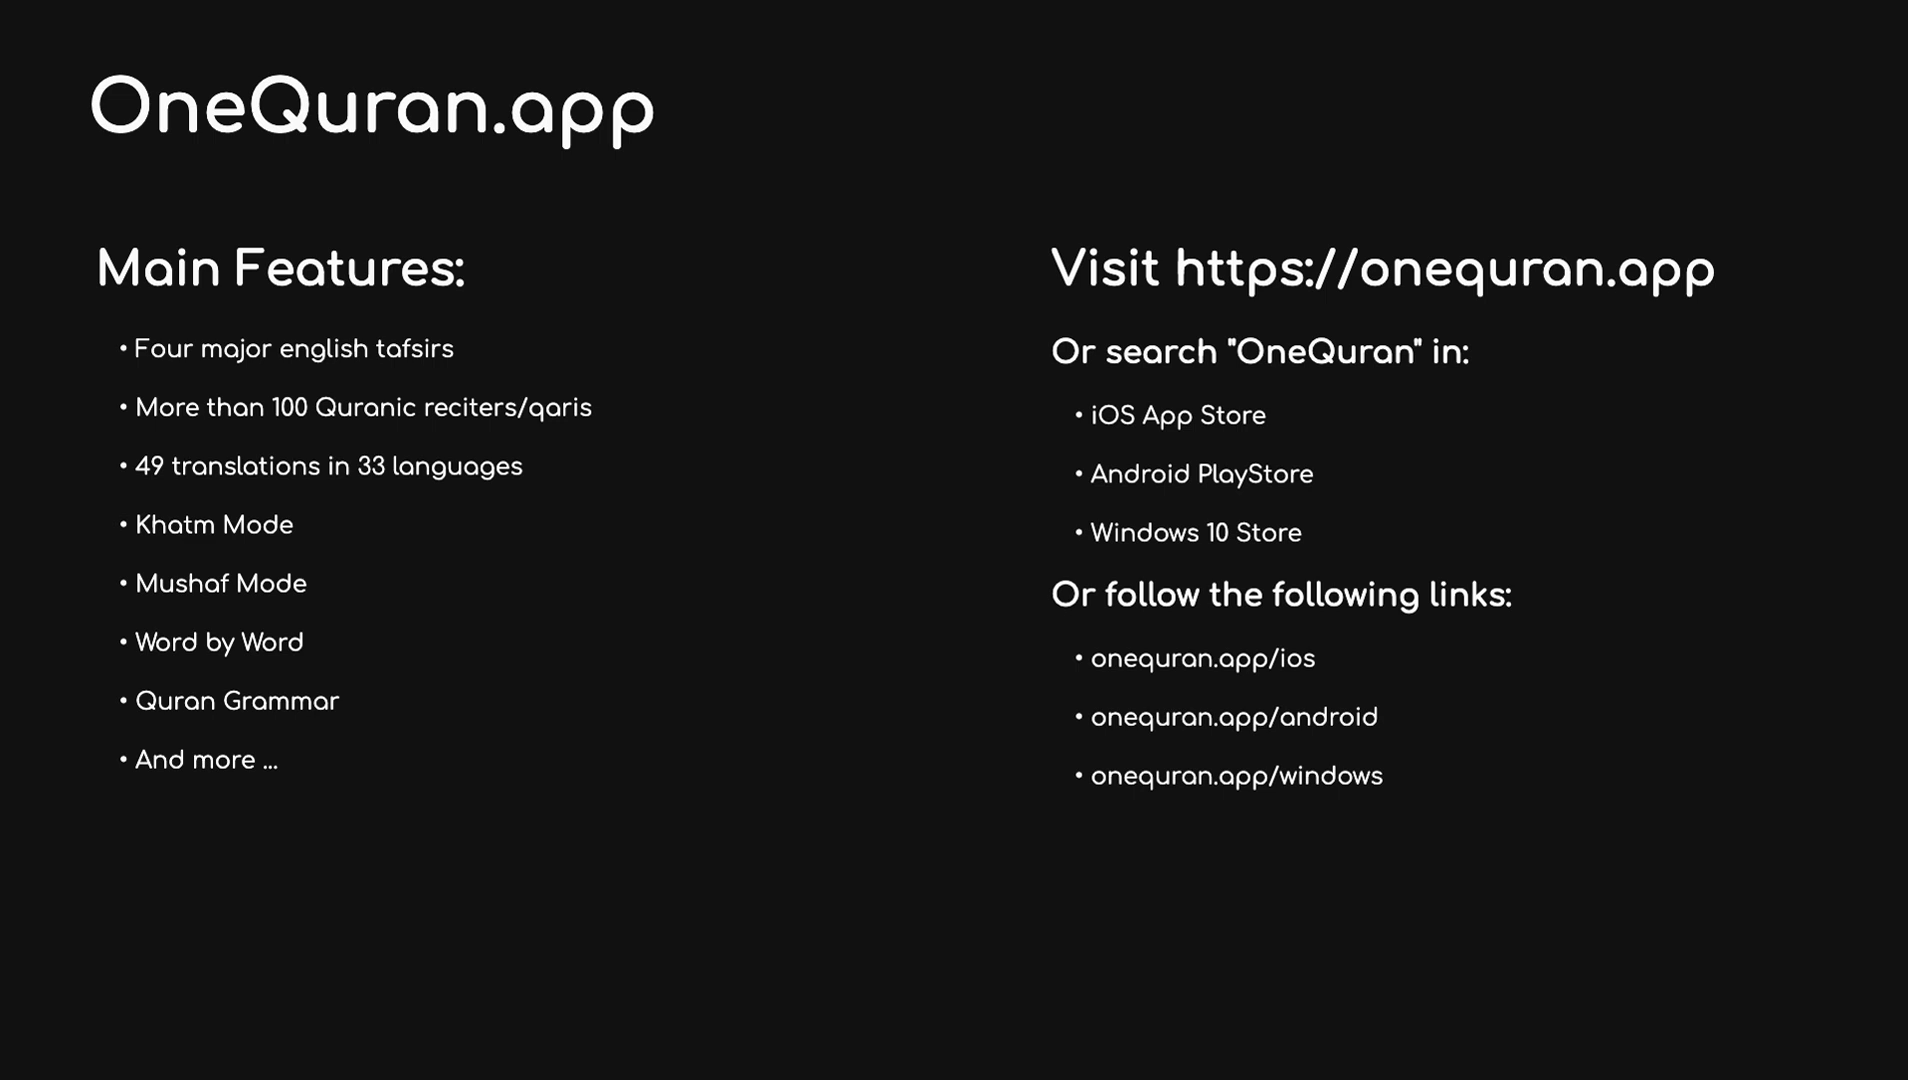 OneQuran.app
Main Features:
• Four major english tafsirs
• More than 100 Quranic reciters/qaris
• 49 translations in 33 languages
• Khatm Mode
• Mushaf Mode
• Word by Word
• Quran Grammar
• And more ...
Visit https://onequran.app
Or search "OneQuran" in:
• iOS App Store
• Android PlayStore
• Windows 10 Store
Or follow the following links:
• onequran.app/ios
• onequran.app/android
• onequran.app/windows